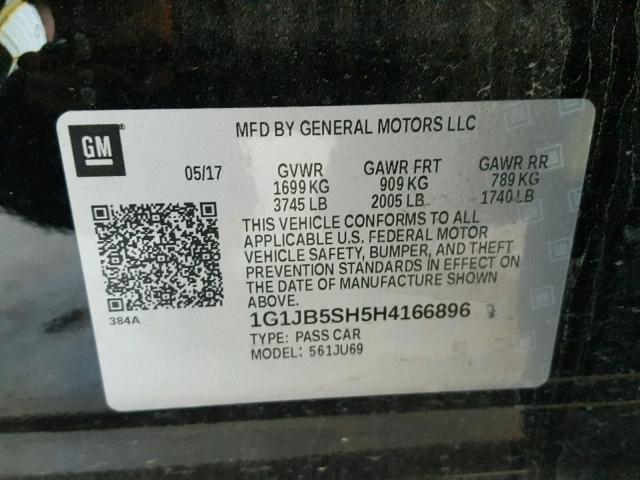 GM
MFD BY GENERAL MOTORS LLC
05/17 GVWR GAWR FRT GAWR RR
1699 KG 909 KG 789 KG
3745 LB 2005 LB 1740 LB
THIS VEHICLE CONFORMS TO ALL
APPLICABLE U.S. FEDERAL MOTOR
VEHICLE SAFETY, BUMPER, AND THEFT
PREVENTION STANDARDS IN EFFECT ON
THE DATE OF MANUFACTURE SHOWN
ABOVE.
384A
1G1JB5SH5H4166896
TYPE: PASS CAR
MODEL: 561JU69